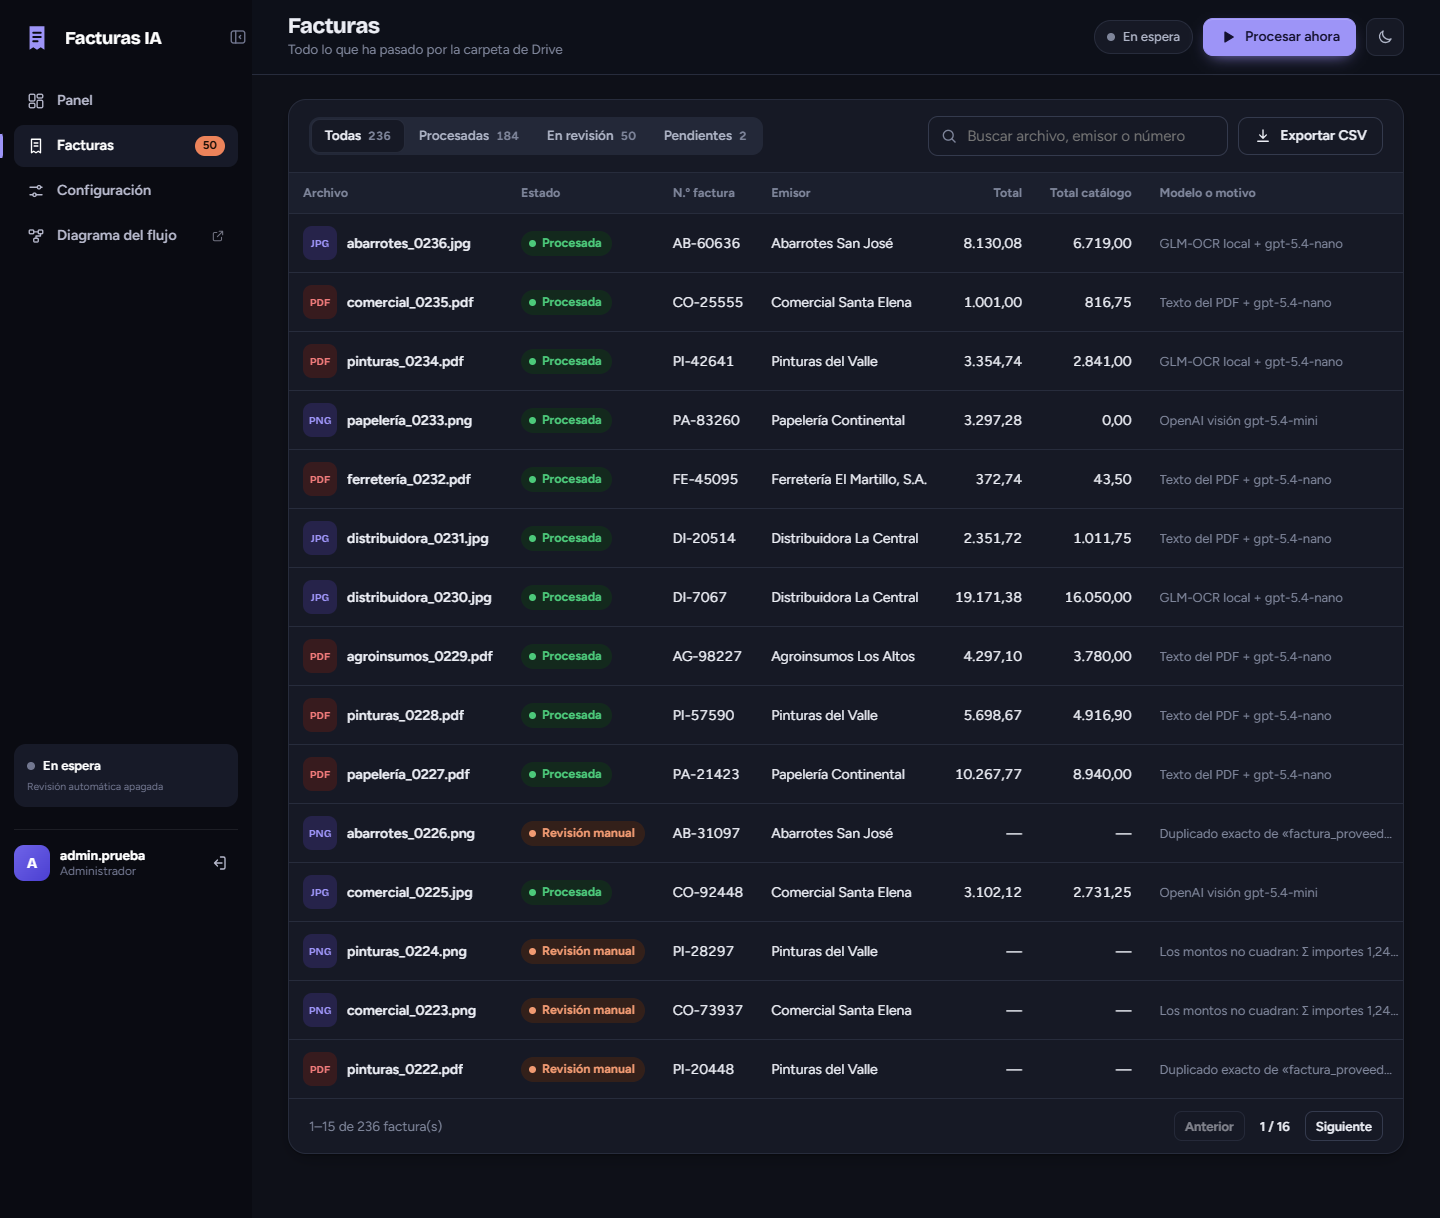 Facturas IA
Panel
Facturas 50
Configuración
Diagrama del flujo
En espera
Revisión automática apagada
A
admin.prueba
Administrador
Facturas
Todo lo que ha pasado por la carpeta de Drive
En espera
Procesar ahora
Todas 236 Procesadas 184 En revisión 50 Pendientes 2
Buscar archivo, emisor o número
Exportar CSV
Archivo Estado N.º factura Emisor Total Total catálogo Modelo o motivo
JPG abarrotes_0236.jpg Procesada AB-60636 Abarrotes San José 8.130,08 6.719,00 GLM-OCR local + gpt-5.4-nano
PDF comercial_0235.pdf Procesada CO-25555 Comercial Santa Elena 1.001,00 816,75 Texto del PDF + gpt-5.4-nano
PDF pinturas_0234.pdf Procesada PI-42641 Pinturas del Valle 3.354,74 2.841,00 GLM-OCR local + gpt-5.4-nano
PNG papelería_0233.png Procesada PA-83260 Papelería Continental 3.297,28 0,00 OpenAI visión gpt-5.4-mini
PDF ferretería_0232.pdf Procesada FE-45095 Ferretería El Martillo, S.A. 372,74 43,50 Texto del PDF + gpt-5.4-nano
JPG distribuidora_0231.jpg Procesada DI-20514 Distribuidora La Central 2.351,72 1.011,75 Texto del PDF + gpt-5.4-nano
JPG distribuidora_0230.jpg Procesada DI-7067 Distribuidora La Central 19.171,38 16.050,00 GLM-OCR local + gpt-5.4-nano
PDF agroinsumos_0229.pdf Procesada AG-98227 Agroinsumos Los Altos 4.297,10 3.780,00 Texto del PDF + gpt-5.4-nano
PDF pinturas_0228.pdf Procesada PI-57590 Pinturas del Valle 5.698,67 4.916,90 Texto del PDF + gpt-5.4-nano
PDF papelería_0227.pdf Procesada PA-21423 Papelería Continental 10.267,77 8.940,00 Texto del PDF + gpt-5.4-nano
PNG abarrotes_0226.png Revisión manual AB-31097 Abarrotes San José — — Duplicado exacto de «factura_proveed...
JPG comercial_0225.jpg Procesada CO-92448 Comercial Santa Elena 3.102,12 2.731,25 OpenAI visión gpt-5.4-mini
PNG pinturas_0224.png Revisión manual PI-28297 Pinturas del Valle — — Los montos no cuadran: Σ importes 1,24...
PNG comercial_0223.png Revisión manual CO-73937 Comercial Santa Elena — — Los montos no cuadran: Σ importes 1,24...
PDF pinturas_0222.pdf Revisión manual PI-20448 Pinturas del Valle — — Duplicado exacto de «factura_proveed...
1–15 de 236 factura(s)
Anterior 1 / 16 Siguiente